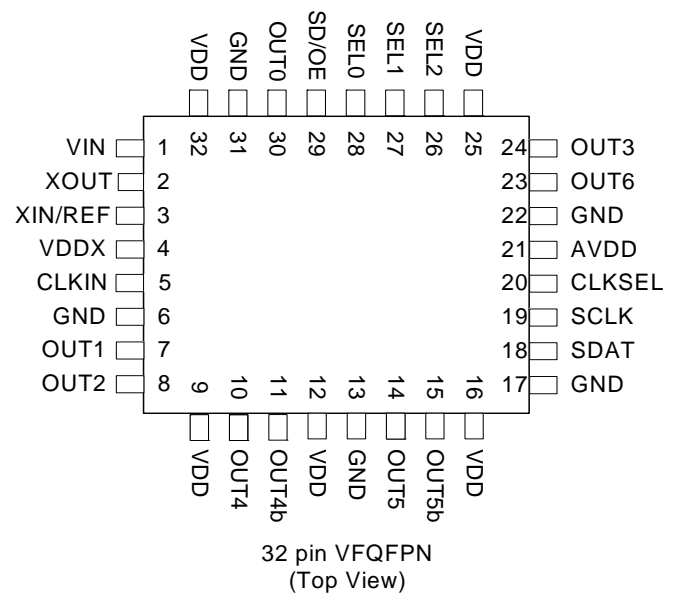 VDD
GND
OUT0
SD/OE
SEL0
SEL1
SEL2
VDD
32
31
30
29
28
27
26
25
VIN 1
XOUT 2
XIN/REF 3
VDDX 4
CLKIN 5
GND 6
OUT1 7
OUT2 8
24 OUT3
23 OUT6
22 GND
21 AVDD
20 CLKSEL
19 SCLK
18 SDAT
17 GND
9
10
11
12
13
14
15
16
VDD
OUT4
OUT4b
VDD
GND
OUT5
OUT5b
VDD
32 pin VFQFPN
(Top View)